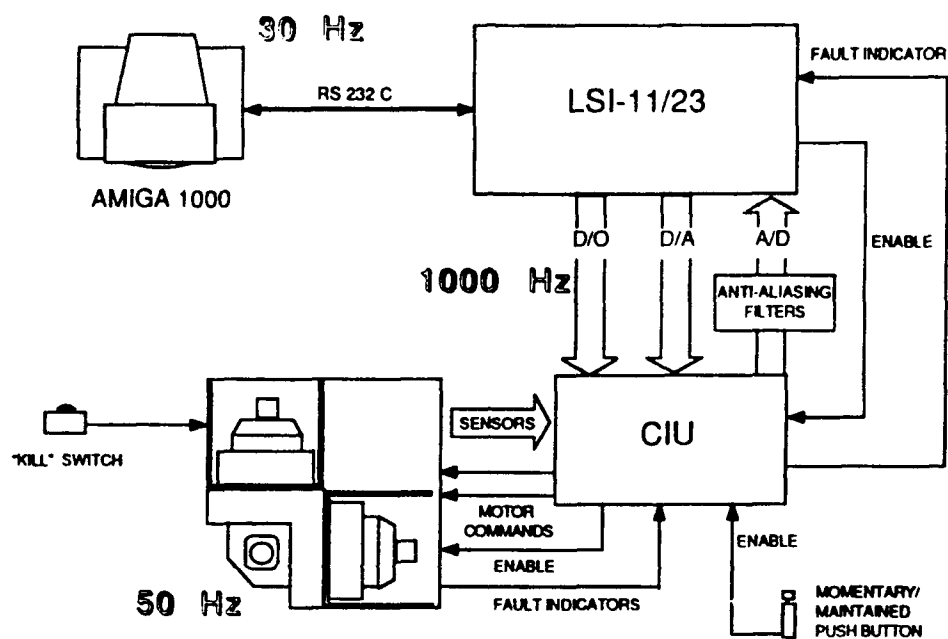 30 Hz
FAULT INDICATOR
RS 232 C
LSI-11/23
AMIGA 1000
D/O
D/A
A/D
ENABLE
1000 Hz
ANTI-ALIASING
FILTERS
SENSORS
CIU
"KILL" SWITCH
MOTOR
COMMANDS
ENABLE
ENABLE
50 Hz
FAULT INDICATORS
MOMENTARY/
MAINTAINED
PUSH BUTTON